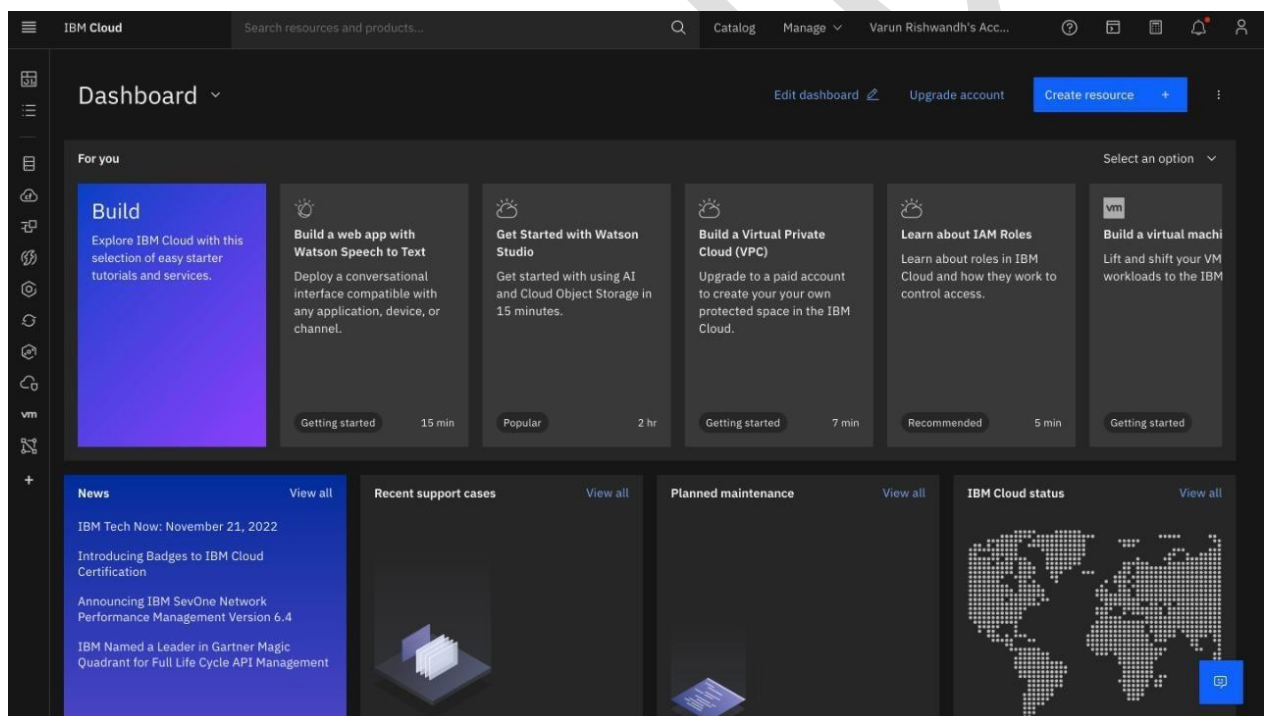 IBM Cloud
Search resources and products...
Catalog
Manage
Varun Rishwandh's Acc...
Dashboard
Edit dashboard
Upgrade account
Create resource +
For you
Select an option
Build
Explore IBM Cloud with this
selection of easy starter
tutorials and services.
Build a web app with
Watson Speech to Text
Deploy a conversational
interface compatible with
any application, device, or
channel.
Getting started
15 min
Get Started with Watson
Studio
Get started with using AI
and Cloud Object Storage in
15 minutes.
Popular
2 hr
Build a Virtual Private
Cloud (VPC)
Upgrade to a paid account
to create your your own
protected space in the IBM
Cloud.
Getting started
7 min
Learn about IAM Roles
Learn about roles in IBM
Cloud and how they work to
control access.
Recommended
5 min
vm
Build a virtual machi
Lift and shift your VM
workloads to the IBM
Getting started
vm
+
News
View all
IBM Tech Now: November 21, 2022
Introducing Badges to IBM Cloud
Certification
Announcing IBM SevOne Network
Performance Management Version 6.4
IBM Named a Leader in Gartner Magic
Quadrant for Full Life Cycle API Management
Recent support cases
View all
Planned maintenance
View all
IBM Cloud status
View all